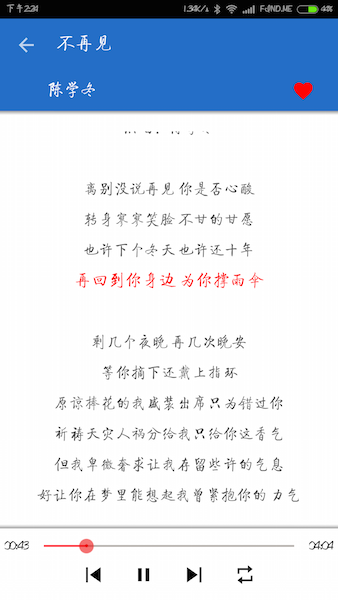 下午2:31 1.34K/s F@ND.ME 4%
不再见
陈学冬
离别没说再见 你是否心酸
转身寥寥笑脸 不甘的甘愿
也许下个冬天 也许还十年
再回到你身边 为你撑雨伞
剩几个夜晚 再几次晚安
等你摘下还戴上指环
原谅捧花的我盛装出席只为错过你
祈祷天灾人祸分给我只给你这香气
但我卑微奢求让我存留些许的气息
好让你在梦里能想起我曾紧抱你的力气
00:43 04:04